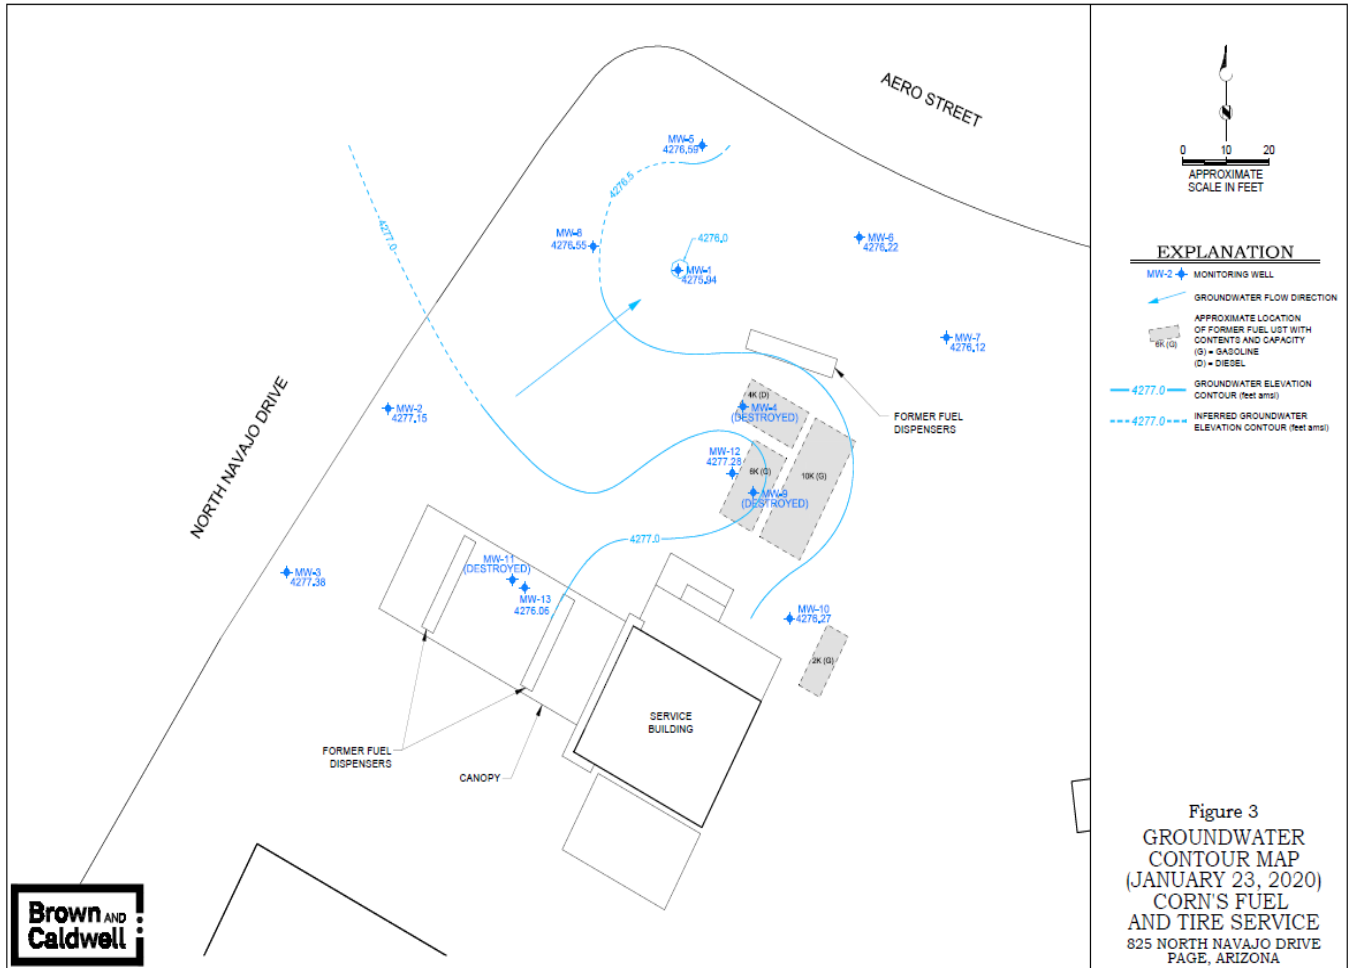 AERO STREET
MW-5
4276.59
4276.5
4277.0
MW-8
4276.55
4276.0
MW-1
4275.94
MW-6
4276.22
MW-7
4276.12
NORTH NAVAJO DRIVE
MW-2
4277.15
4K (D)
MW-4
(DESTROYED)
FORMER FUEL
DISPENSERS
MW-12
4277.28
10K (G)
MW-9
(DESTROYED)
4277.0
MW-11
(DESTROYED)
MW-13
4276.06
MW-3
4277.38
MW-10
4276.27
2K (G)
SERVICE
BUILDING
FORMER FUEL
DISPENSERS
CANOPY
Brown AND
Caldwell
0 10 20
APPROXIMATE
SCALE IN FEET
EXPLANATION
MW-2 MONITORING WELL
GROUNDWATER FLOW DIRECTION
6K (G)
APPROXIMATE LOCATION
OF FORMER FUEL UST WITH
CONTENTS AND CAPACITY
(G) = GASOLINE
(D) = DIESEL
4277.0 GROUNDWATER ELEVATION
CONTOUR (feet amsl)
4277.0 INFERRED GROUNDWATER
ELEVATION CONTOUR (feet amsl)
Figure 3
GROUNDWATER
CONTOUR MAP
(JANUARY 23, 2020)
CORN'S FUEL
AND TIRE SERVICE
825 NORTH NAVAJO DRIVE
PAGE, ARIZONA